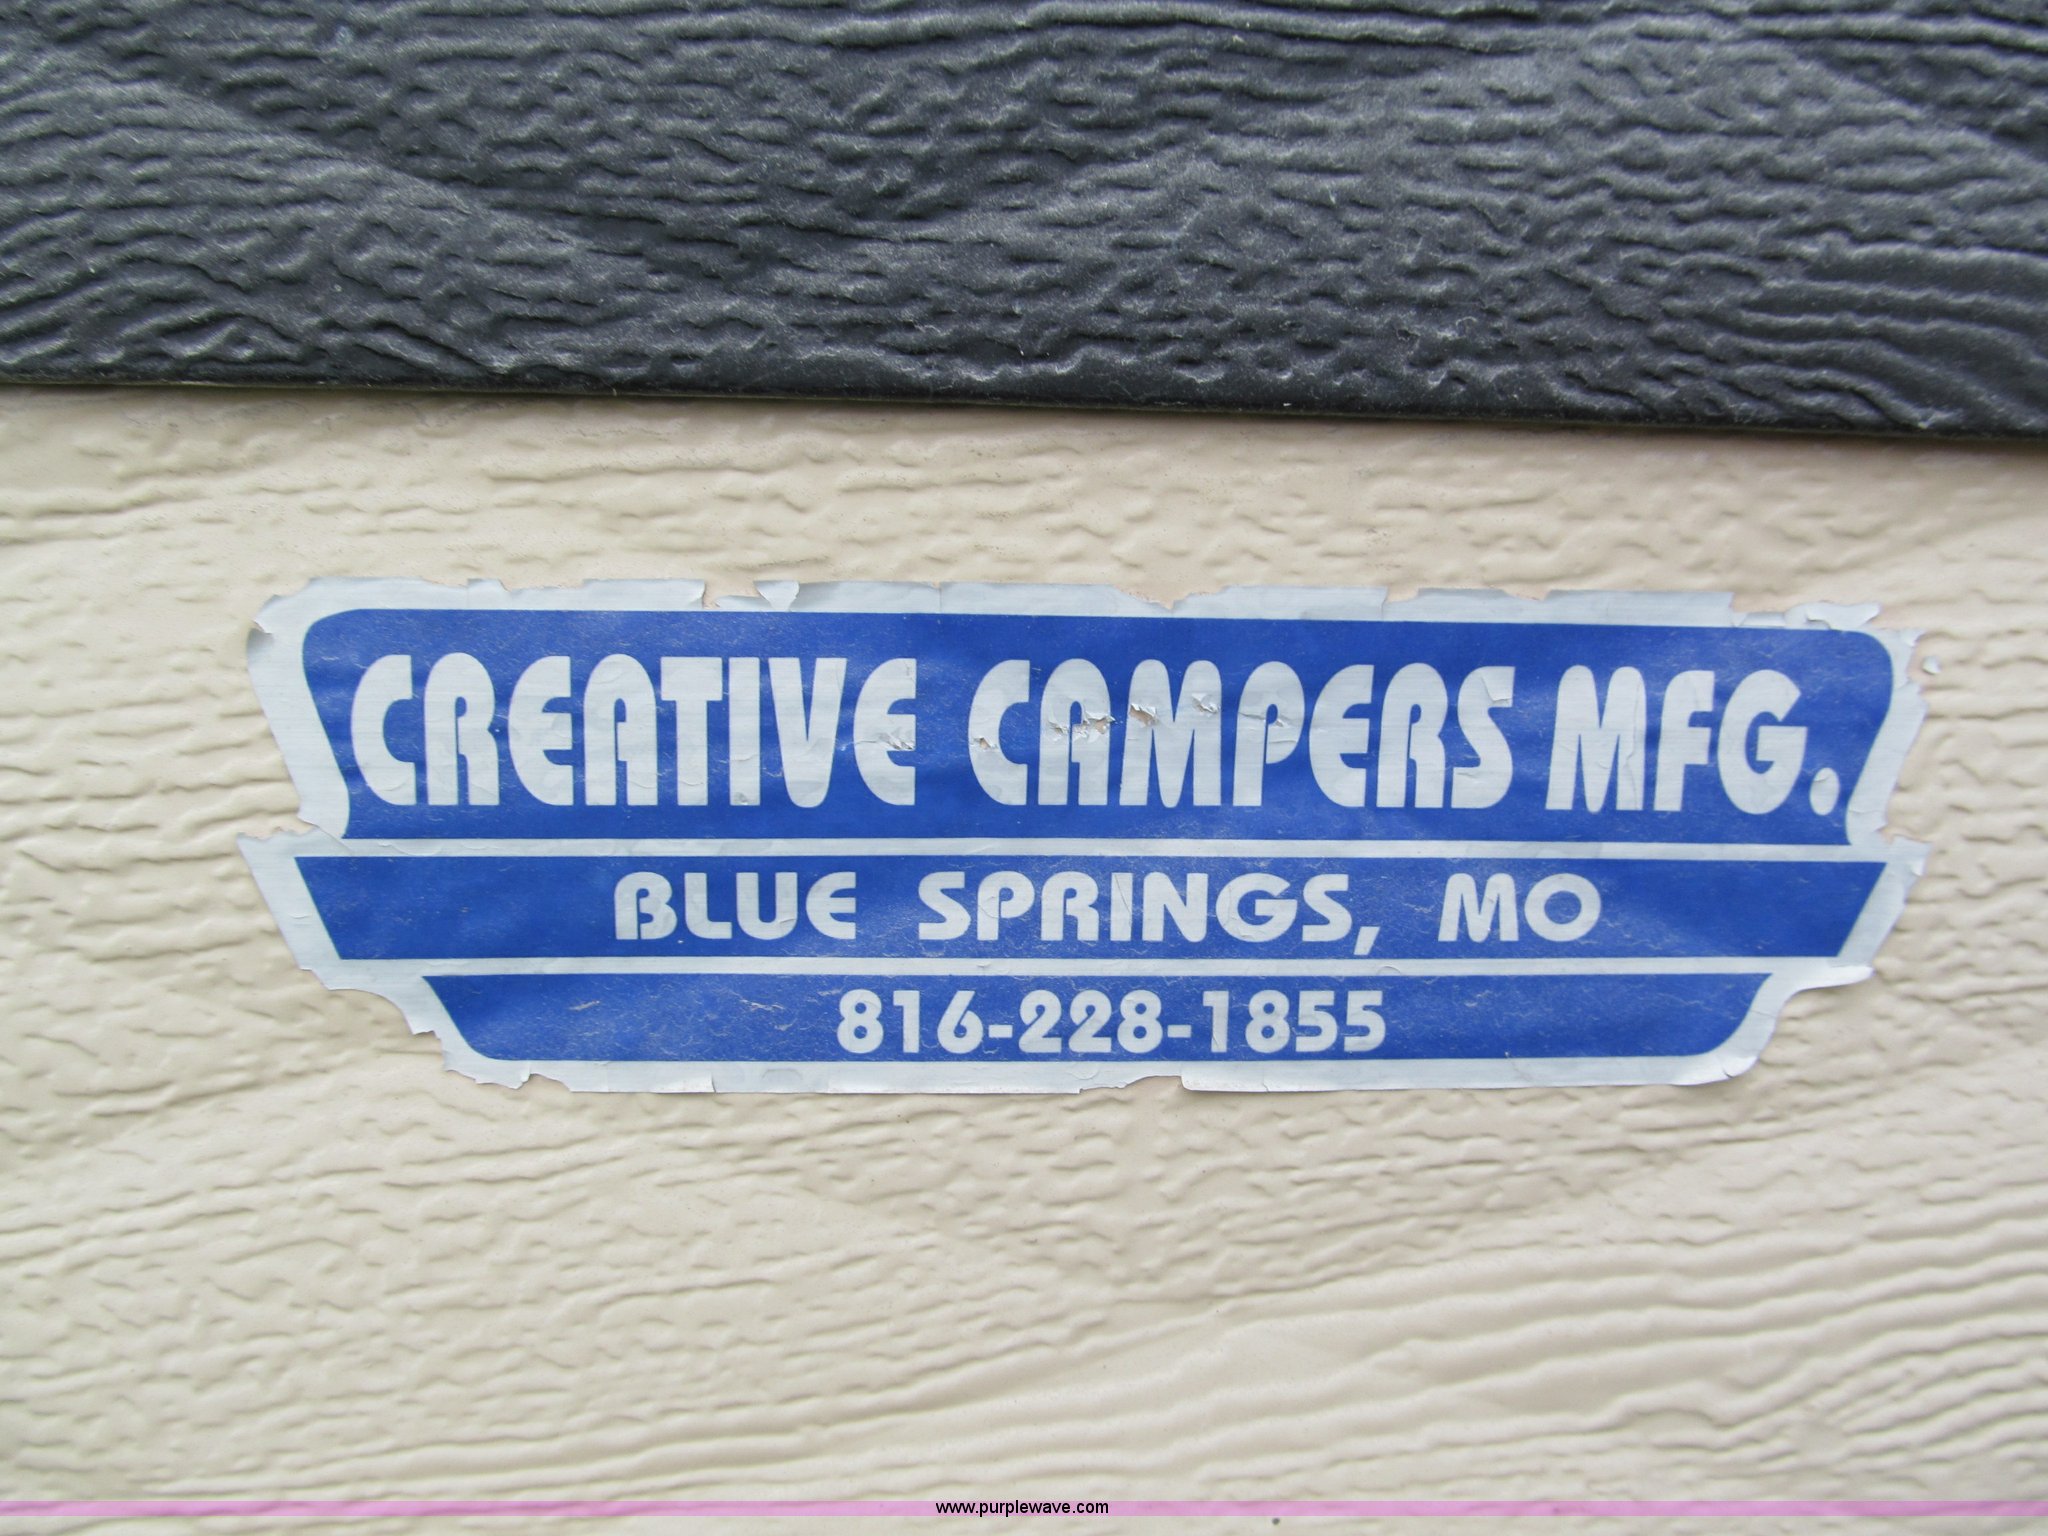 CREATIVE CAMPERS MFG.
BLUE SPRINGS, MO
816-228-1855
www.purplewave.com